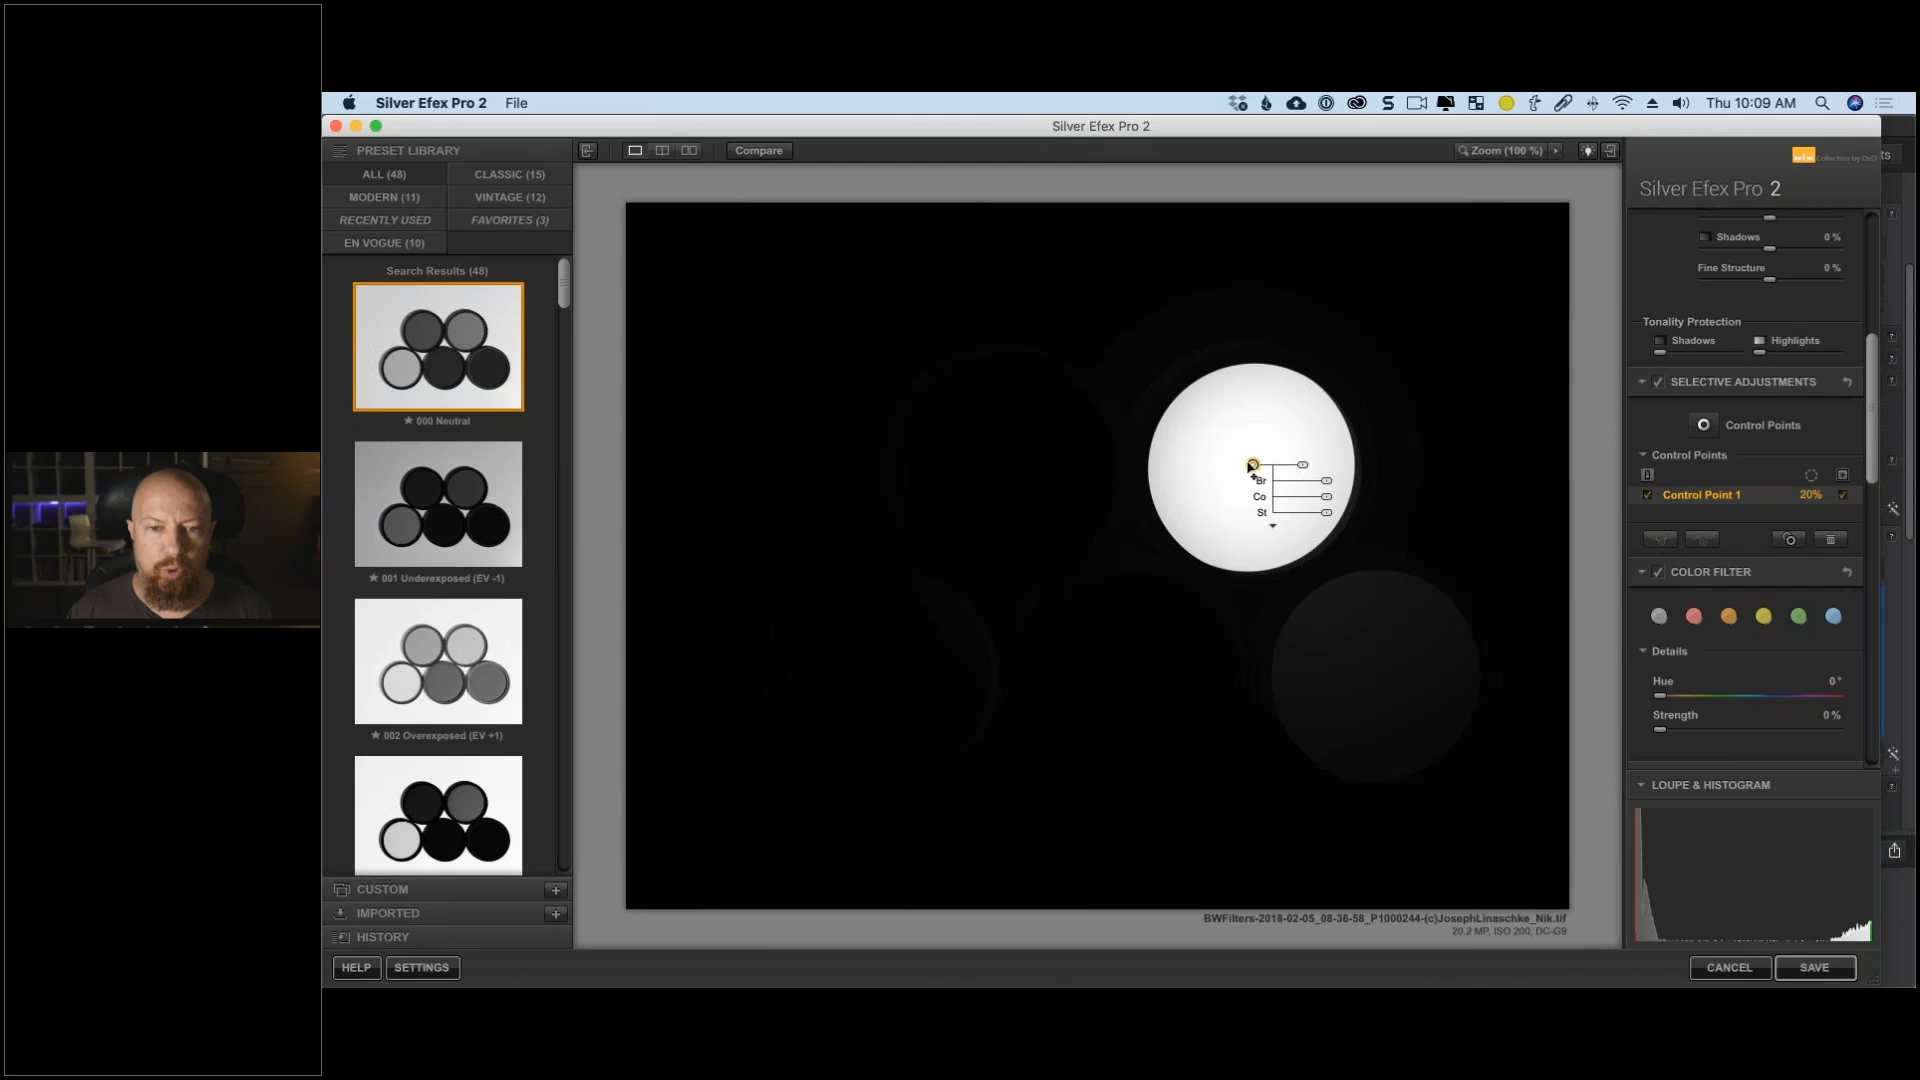 Silver Efex Pro 2 File
Thu 10:09 AM
Silver Efex Pro 2
PRESET LIBRARY
ALL (48)
CLASSIC (15)
MODERN (11)
VINTAGE (12)
RECENTLY USED
FAVORITES (3)
EN VOGUE (10)
Search Results (48)
★ 000 Neutral
★ 001 Underexposed (EV -1)
★ 002 Overexposed (EV +1)
CUSTOM
IMPORTED
HISTORY
HELP
SETTINGS
Compare
Zoom (100 %)
Br
Co
St
BWFilters-2018-02-05_08-36-58_P1000244-(c)JosephLinaschke_Nik.tif
20.2 MP, ISO 200, DC-G9
Collection by DxO
ts
Silver Efex Pro 2
Shadows 0 %
Fine Structure 0 %
Tonality Protection
Shadows Highlights
SELECTIVE ADJUSTMENTS
Control Points
Control Points
Control Point 1 20%
COLOR FILTER
Details
Hue 0°
Strength 0 %
LOUPE & HISTOGRAM
CANCEL
SAVE